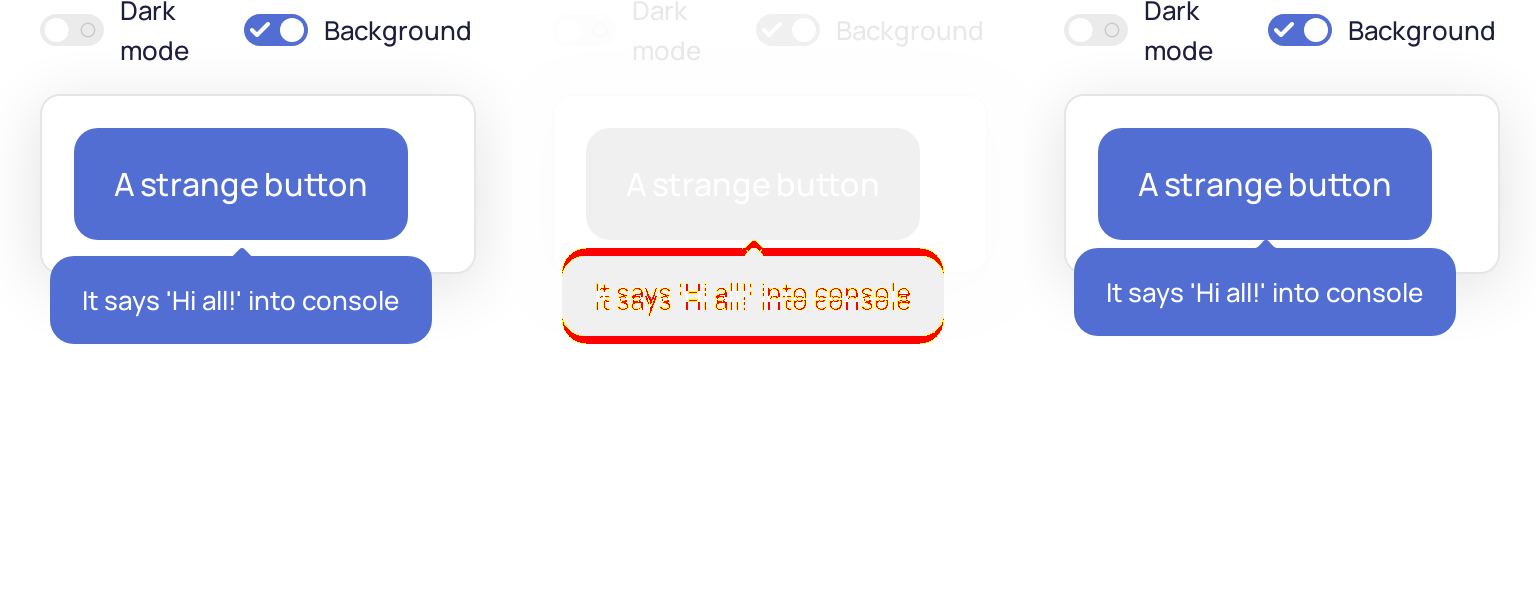 Dark
mode
Background
A strange button
It says 'Hi all!' into console
Dark
mode
Background
A strange button
It says 'Hi all!' into console
Dark
mode
Background
A strange button
It says 'Hi all!' into console